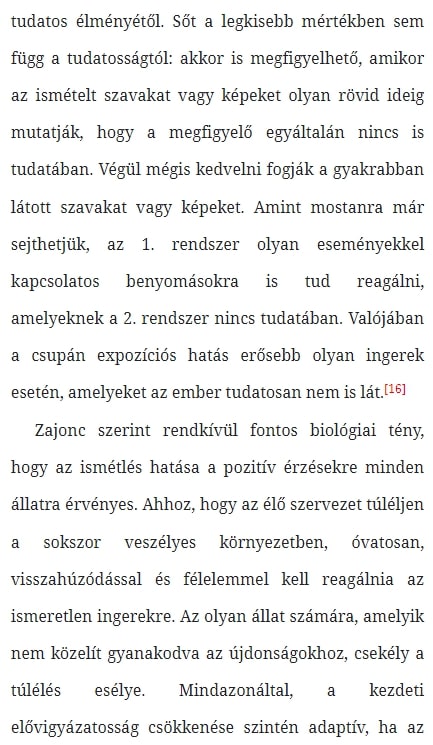 tudatos élményétől. Sőt a legkisebb mértékben sem
függ a tudatosságtól: akkor is megfigyelhető, amikor
az ismételt szavakat vagy képeket olyan rövid ideig
mutatják, hogy a megfigyelő egyáltalán nincs is
tudatában. Végül mégis kedvelni fogják a gyakrabban
látott szavakat vagy képeket. Amint mostanra már
sejthetjük, az 1. rendszer olyan eseményekkel
kapcsolatos benyomásokra is tud reagálni,
amelyeknek a 2. rendszer nincs tudatában. Valójában
a csupán expozíciós hatás erősebb olyan ingerek
esetén, amelyeket az ember tudatosan nem is lát.[16]
Zajonc szerint rendkívül fontos biológiai tény,
hogy az ismétlés hatása a pozitív érzésekre minden
állatra érvényes. Ahhoz, hogy az élő szervezet túléljen
a sokszor veszélyes környezetben, óvatosan,
visszahúzódással és félelemmel kell reagálnia az
ismeretlen ingerekre. Az olyan állat számára, amelyik
nem közelít gyanakodva az újdonságokhoz, csekély a
túlélés esélye. Mindazonáltal, a kezdeti
elővigyázatosság csökkenése szintén adaptív, ha az